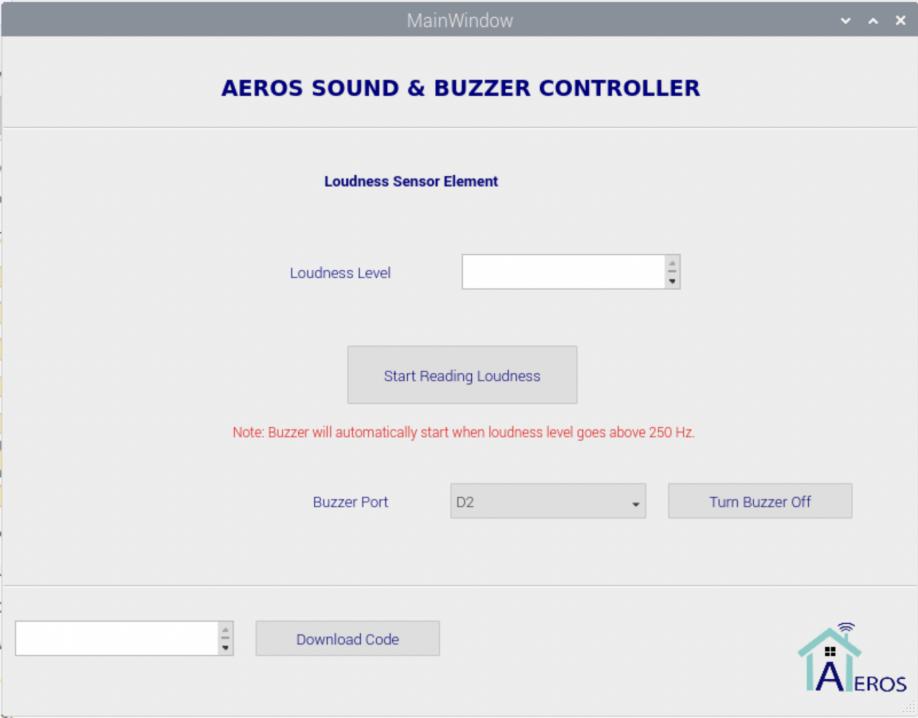 MainWindow
AEROS SOUND & BUZZER CONTROLLER
Loudness Sensor Element
Loudness Level
Start Reading Loudness
Note: Buzzer will automatically start when loudness level goes above 250 Hz.
Buzzer Port D2 Turn Buzzer Off
Download Code
AEROS